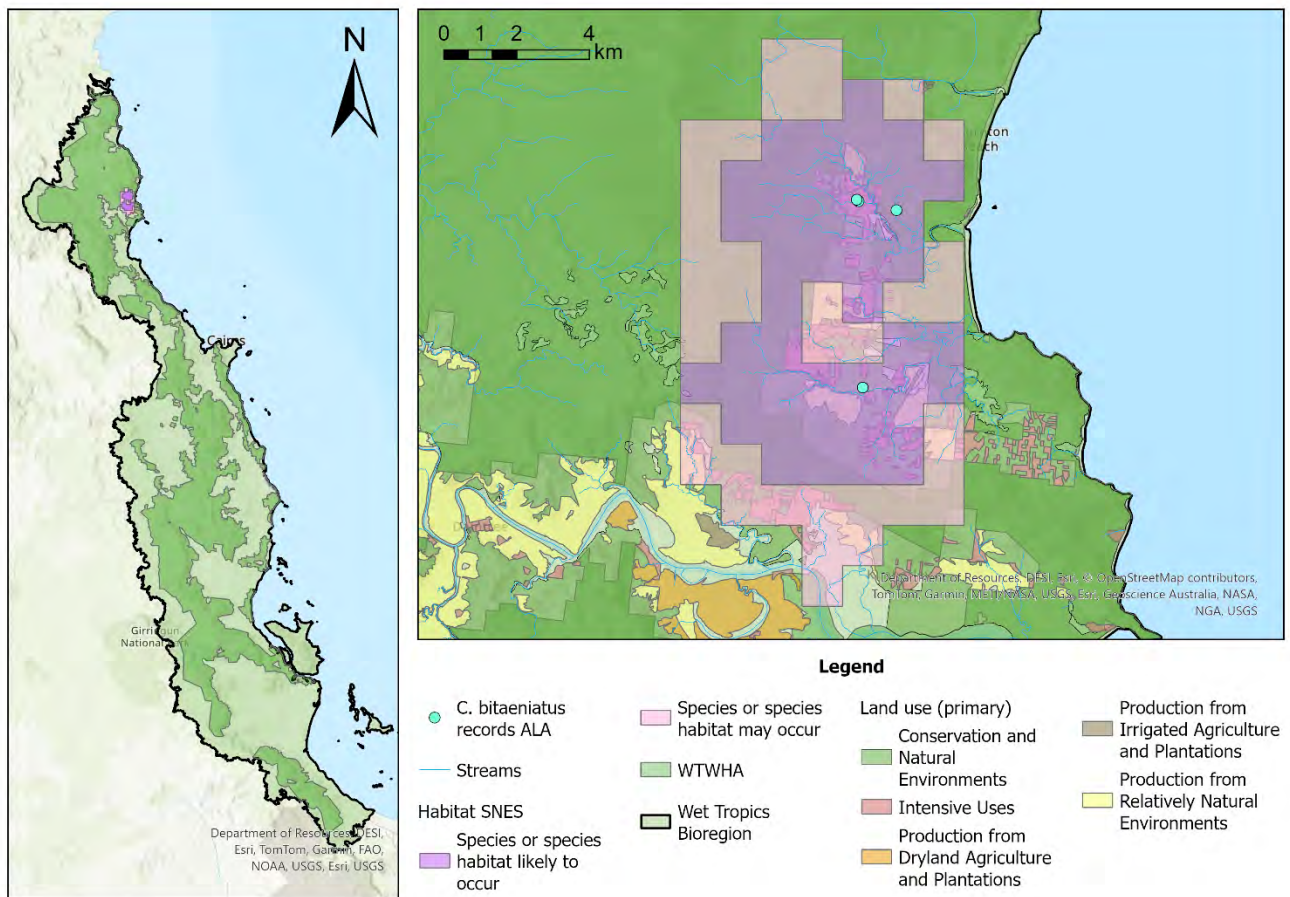 N
Cairns
National
Department of Resources, DESI,
Esri, TomTom, Garmin, FAO,
NOAA, USGS, Esri, USGS
0 1 2 4
km
Department of Resources, DESI, Esri, © OpenStreetMap contributors,
TomTom, Garmin, METI/NASA, USGS, Esri, Geoscience Australia, NASA,
NGA, USGS
Legend
C. bitaeniatus
records ALA
Streams
Habitat SNES
Species or species
habitat likely to
occur
Species or species
habitat may occur
WTWHA
Wet Tropics
Bioregion
Land use (primary)
Conservation and
Natural
Environments
Intensive Uses
Production from
Dryland Agriculture
and Plantations
Production from
Irrigated Agriculture
and Plantations
Production from
Relatively Natural
Environments